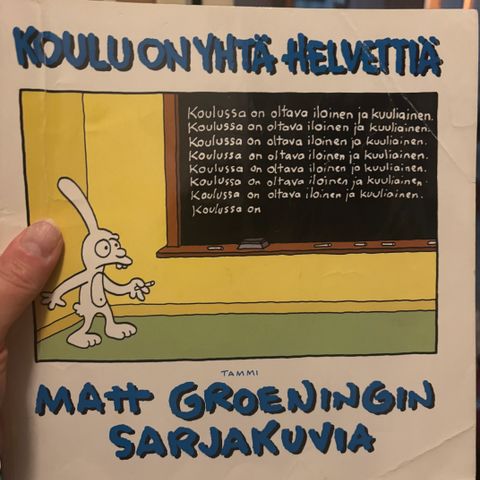 KOULU ON YHTÄ HELVETTIÄ
Koulussa on oltava iloinen ja kuuliainen.
Koulussa on oltava iloinen ja kuuliainen.
Koulussa on oltava iloinen ja kuuliainen.
Koulussa on oltava iloinen ja kuuliainen.
Koulussa on oltava iloinen ja kuuliainen.
Koulussa on oltava iloinen ja kuuliainen.
Koulussa on oltava iloinen ja kuuliainen.
Koulussa on
TAMMI
MATT GROENINGIN
SARJAKUVIA